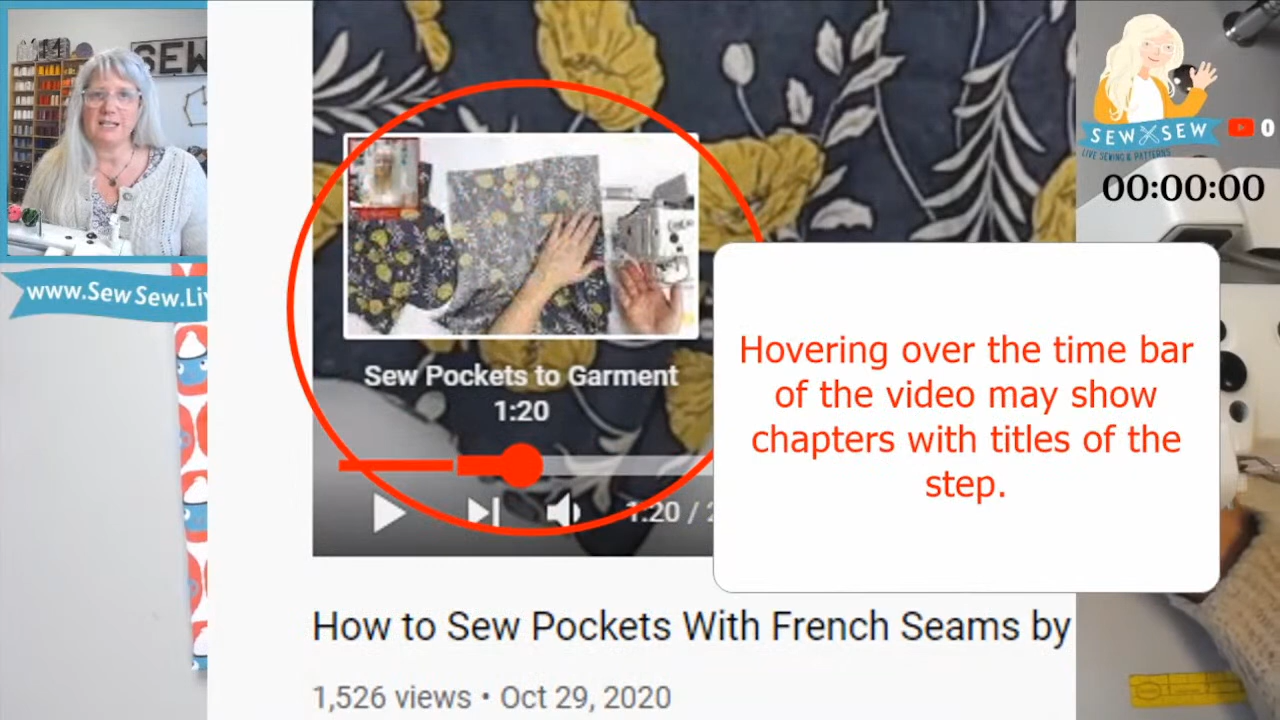 SEW
www.SewSew.Li
Sew Pockets to Garment
1:20
1:20 / 2
How to Sew Pockets With French Seams by
1,526 views • Oct 29, 2020
Hovering over the time bar
of the video may show
chapters with titles of the
step.
SEW SEW
LIVE SEWING & PATTERNS
0
00:00:00